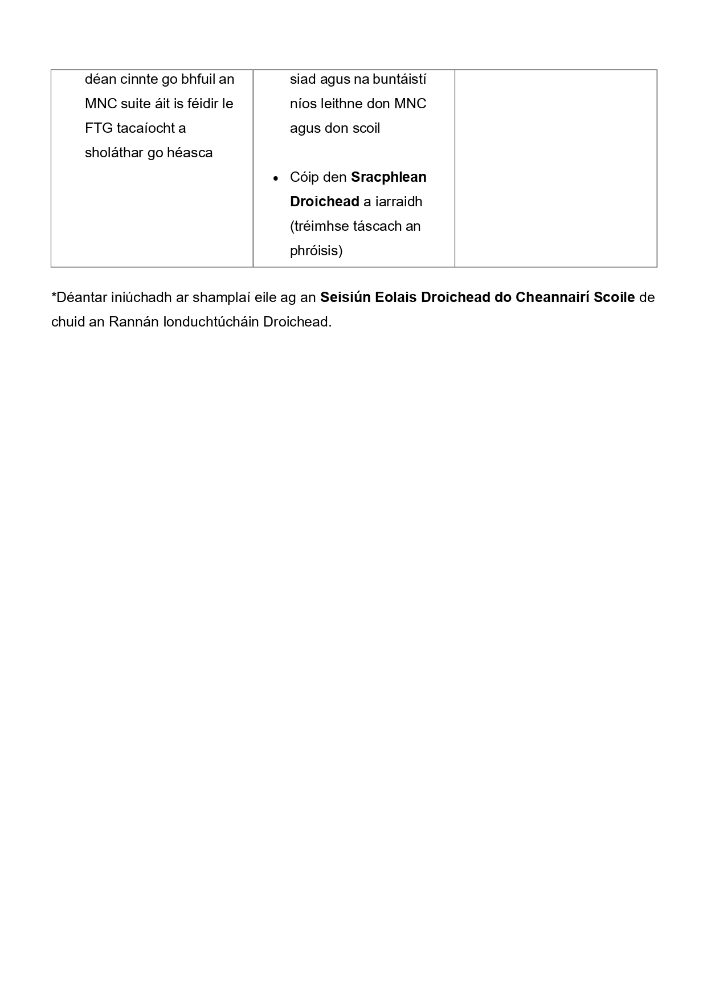 déan cinnte go bhfuil an
MNC suite áit is féidir le
FTG tacaíocht a
sholáthar go héasca
siad agus na buntáistí
níos leithne don MNC
agus don scoil
• Cóip den Sracphlean
Droichead a iarraidh
(tréimhse táscach an
phróisis)
*Déantar iniúchadh ar shamplaí eile ag an Seisiún Eolais Droichead do Cheannairí Scoile de
chuid an Rannán Ionduchtúcháin Droichead.